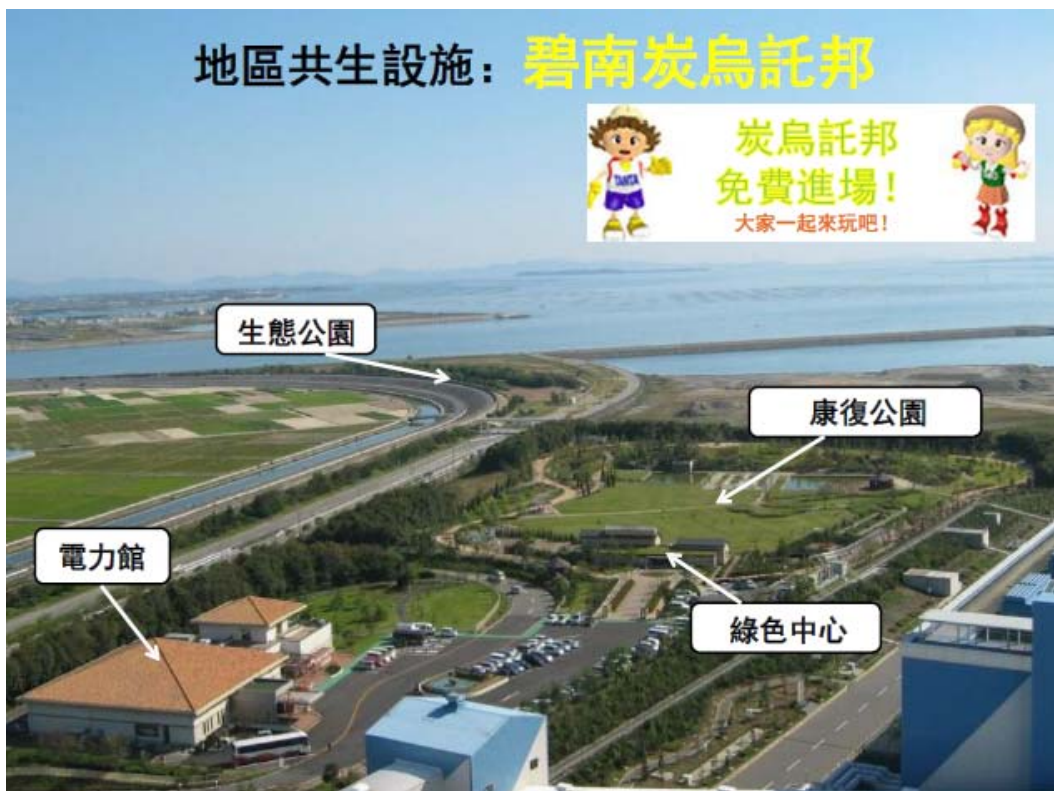 地區共生設施：碧南炭烏託邦
炭烏託邦
免費進場！
大家一起來玩吧！
TANTA
生態公園
康復公園
電力館
綠色中心